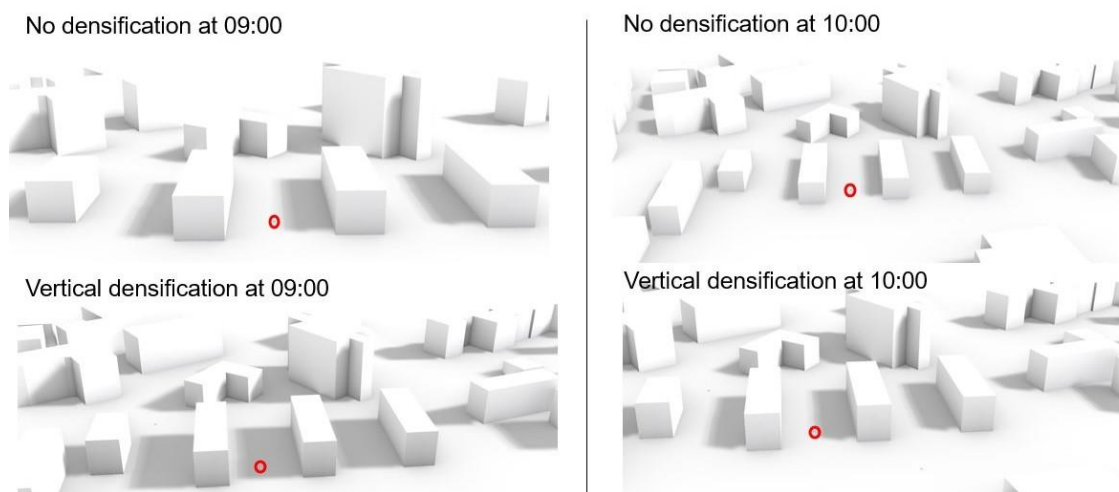 No densification at 09:00
No densification at 10:00
Vertical densification at 09:00
Vertical densification at 10:00